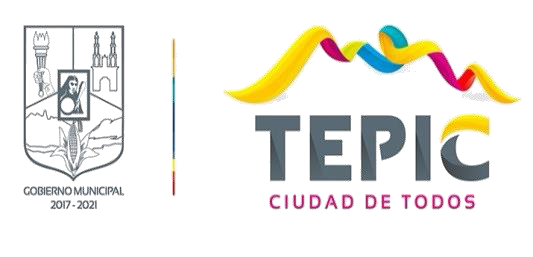 GOBIERNO MUNICIPAL
2017 - 2021
TEPIC
CIUDAD DE TODOS